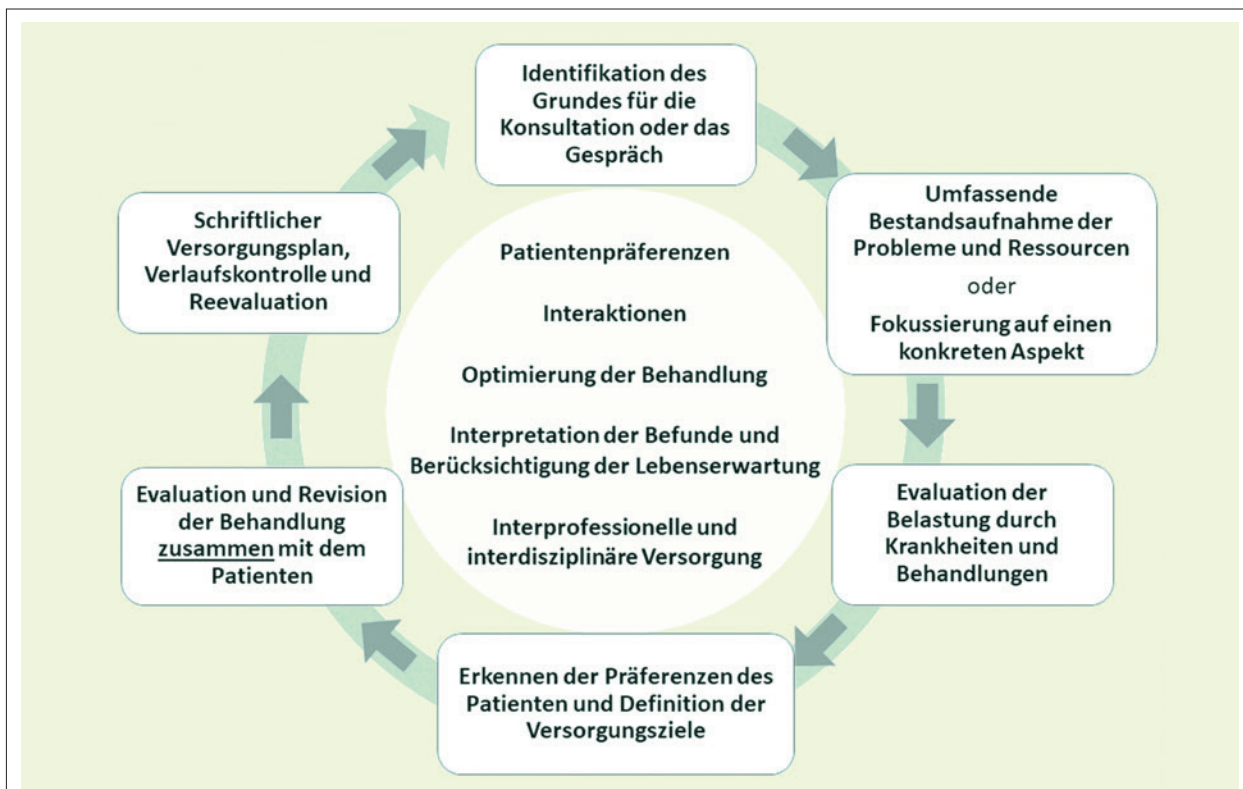 Identifikation des
Grundes für die
Konsultation oder das
Gespräch
Umfassende
Bestandsaufnahme der
Probleme und Ressourcen
oder
Fokussierung auf einen
konkreten Aspekt
Evaluation der
Belastung durch
Krankheiten und
Behandlungen
Erkennen der Präferenzen des
Patienten und Definition der
Versorgungsziele
Evaluation und Revision
der Behandlung
zusammen mit dem
Patienten
Schriftlicher
Versorgungsplan,
Verlaufskontrolle und
Reevaluation
Patientenpräferenzen
Interaktionen
Optimierung der Behandlung
Interpretation der Befunde und
Berücksichtigung der Lebenserwartung
Interprofessionelle und
interdisziplinäre Versorgung